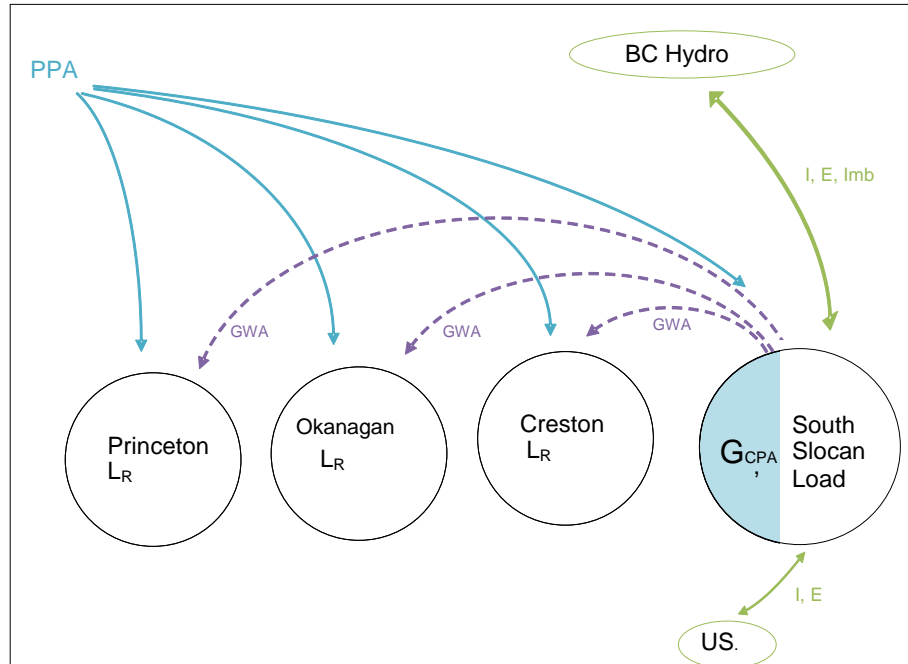 PPA
BC Hydro
I, E, Imb
GWA
GWA
GWA
Princeton
LR
Okanagan
LR
Creston
LR
GCPA
,
South
Slocan
Load
I, E
US.